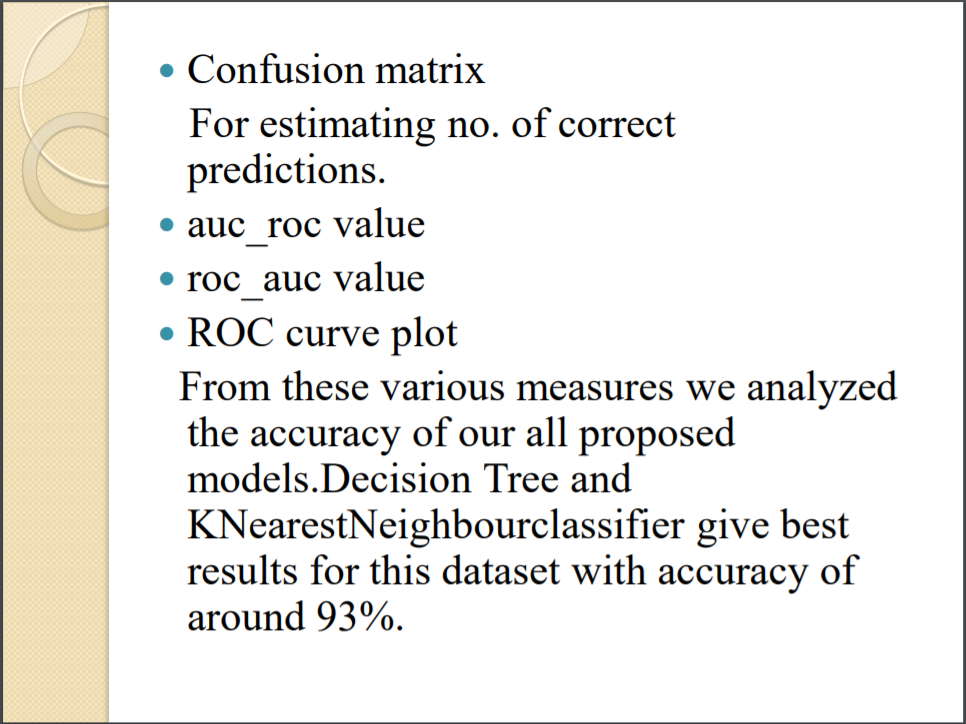 • Confusion matrix
For estimating no. of correct
predictions.
• auc_roc value
• roc_auc value
• ROC curve plot
From these various measures we analyzed
the accuracy of our all proposed
models.Decision Tree and
KNearestNeighbourclassifier give best
results for this dataset with accuracy of
around 93%.